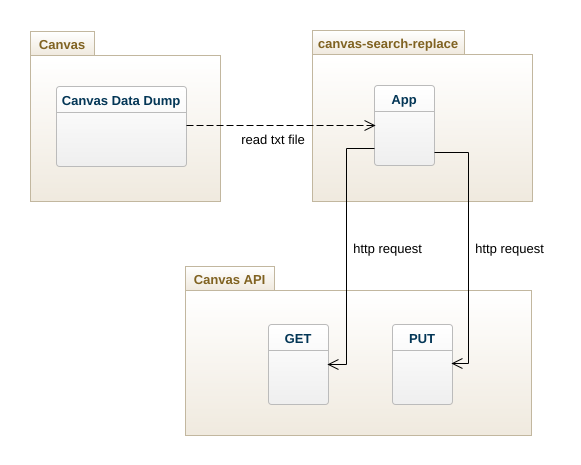 Canvas
canvas-search-replace
Canvas Data Dump
App
read txt file
http request
http request
Canvas API
GET
PUT